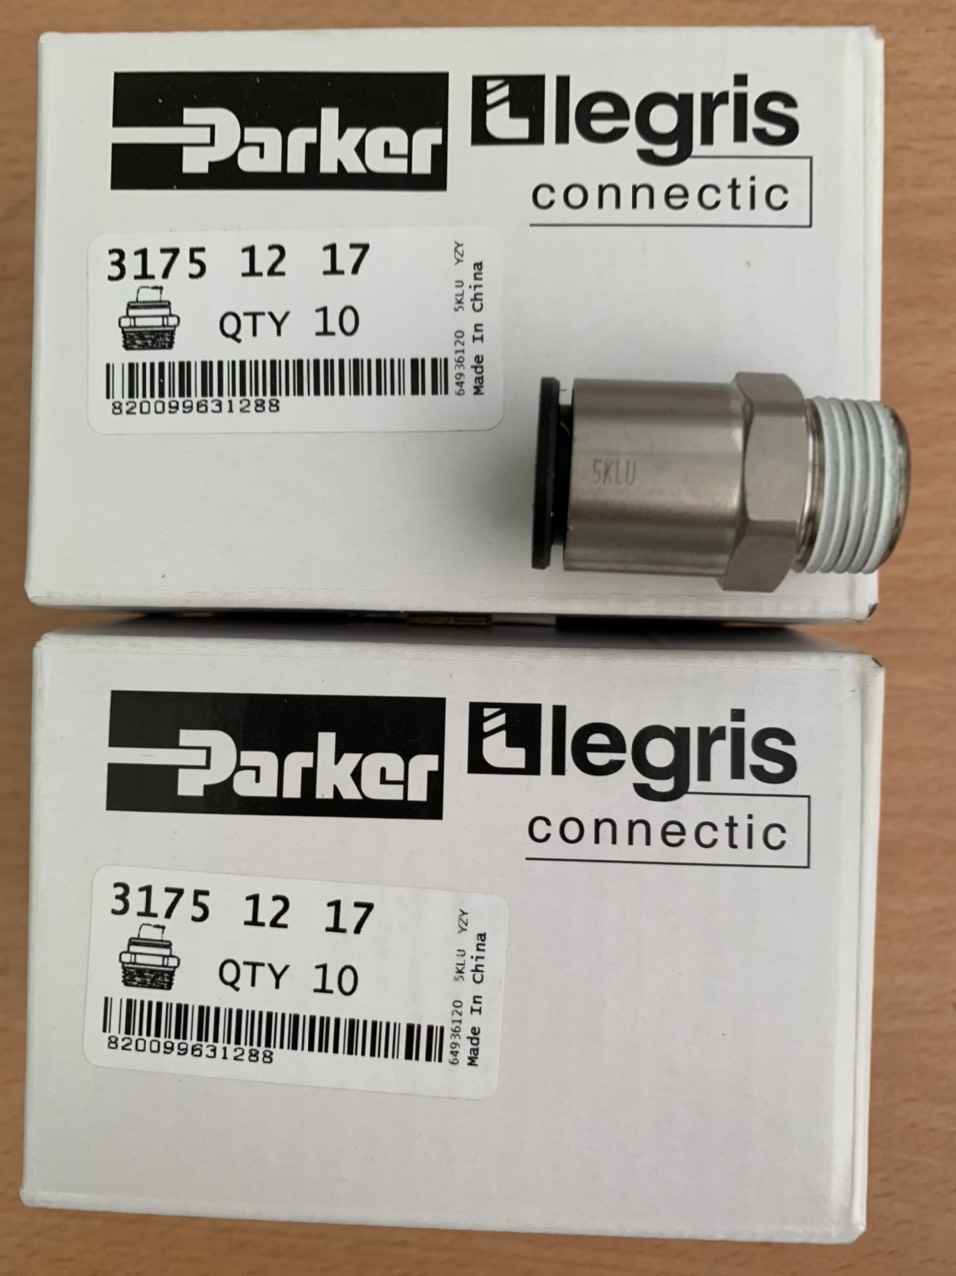 Parker legris
connectic
3175 12 17
QTY 10
820099631288
64936120 5KLU YZY
Made In China
5KLU
Parker legris
connectic
3175 12 17
QTY 10
820099631288
64936120 5KLU YZY
Made In China